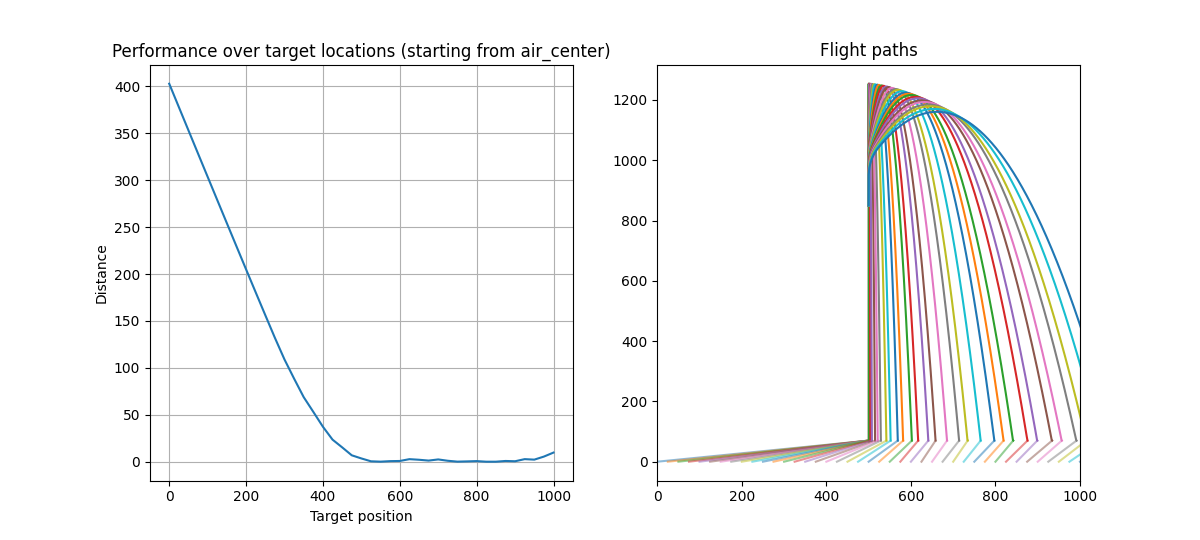 Performance over target locations (starting from air_center)
Distance
400
350
300
250
200
150
100
50
0
0 200 400 600 800 1000
Target position
Flight paths
1200
1000
800
600
400
200
0
0 200 400 600 800 1000